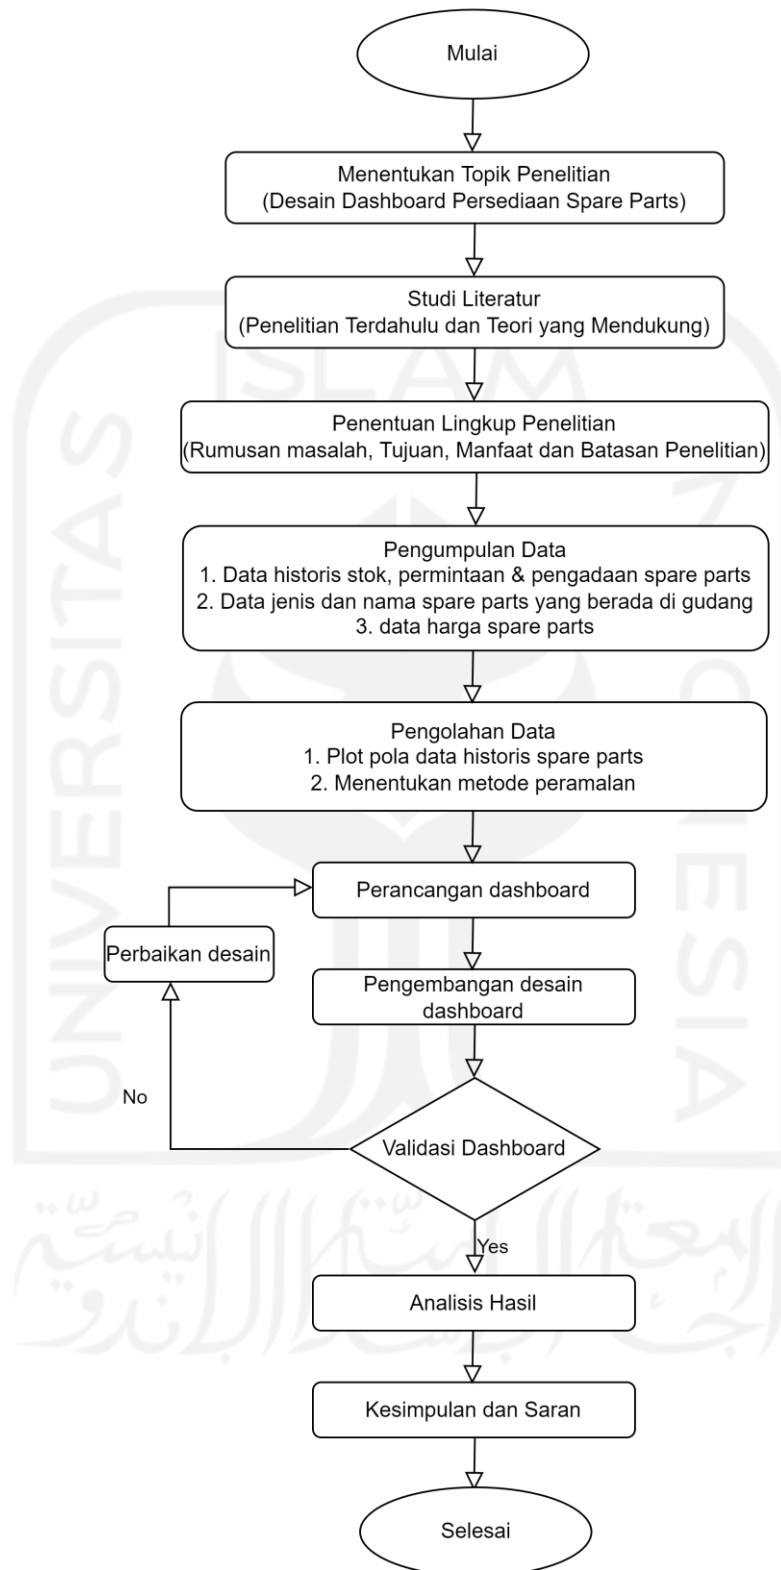 Mulai
Menentukan Topik Penelitian
(Desain Dashboard Persediaan Spare Parts)
Studi Literatur
(Penelitian Terdahulu dan Teori yang Mendukung)
Penentuan Lingkup Penelitian
(Rumusan masalah, Tujuan, Manfaat dan Batasan Penelitian)
Pengumpulan Data
1. Data historis stok, permintaan & pengadaan spare parts
2. Data jenis dan nama spare parts yang berada di gudang
3. data harga spare parts
Pengolahan Data
1. Plot pola data historis spare parts
2. Menentukan metode peramalan
Perancangan dashboard
Perbaikan desain
Pengembangan desain
dashboard
No
Validasi Dashboard
Yes
Analisis Hasil
Kesimpulan dan Saran
Selesai
UNIVERSITAS
ISLAM